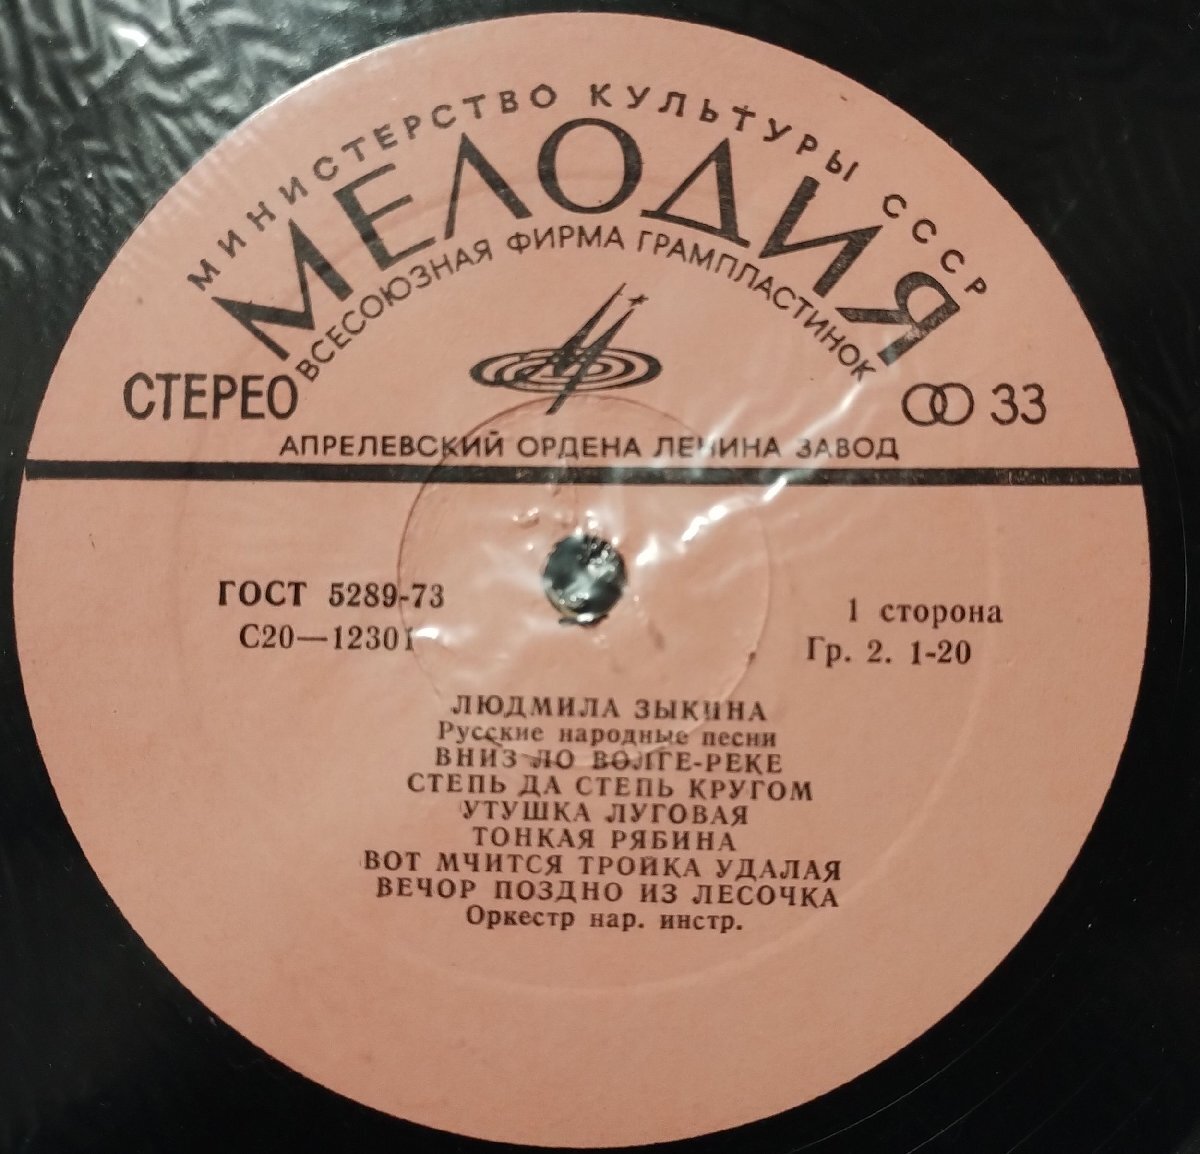 МИНИСТЕРСТВО КУЛЬТУРЫ СССР
МЕЛОДИЯ
ВСЕСОЮЗНАЯ ФИРМА ГРАМПЛАСТИНОК
СТЕРЕО
33
АПРЕЛЕВСКИЙ ОРДЕНА ЛЕНИНА ЗАВОД
ГОСТ 5289-73
С20—12301
1 сторона
Гр. 2. 1-20
ЛЮДМИЛА ЗЫКИНА
Русские народные песни
ВНИЗ ПО ВОЛГЕ-РЕКЕ
СТЕПЬ ДА СТЕПЬ КРУГОМ
УТУШКА ЛУГОВАЯ
ТОНКАЯ РЯБИНА
ВОТ МЧИТСЯ ТРОЙКА УДАЛАЯ
ВЕЧОР ПОЗДНО ИЗ ЛЕСОЧКА
Оркестр нар. инстр.